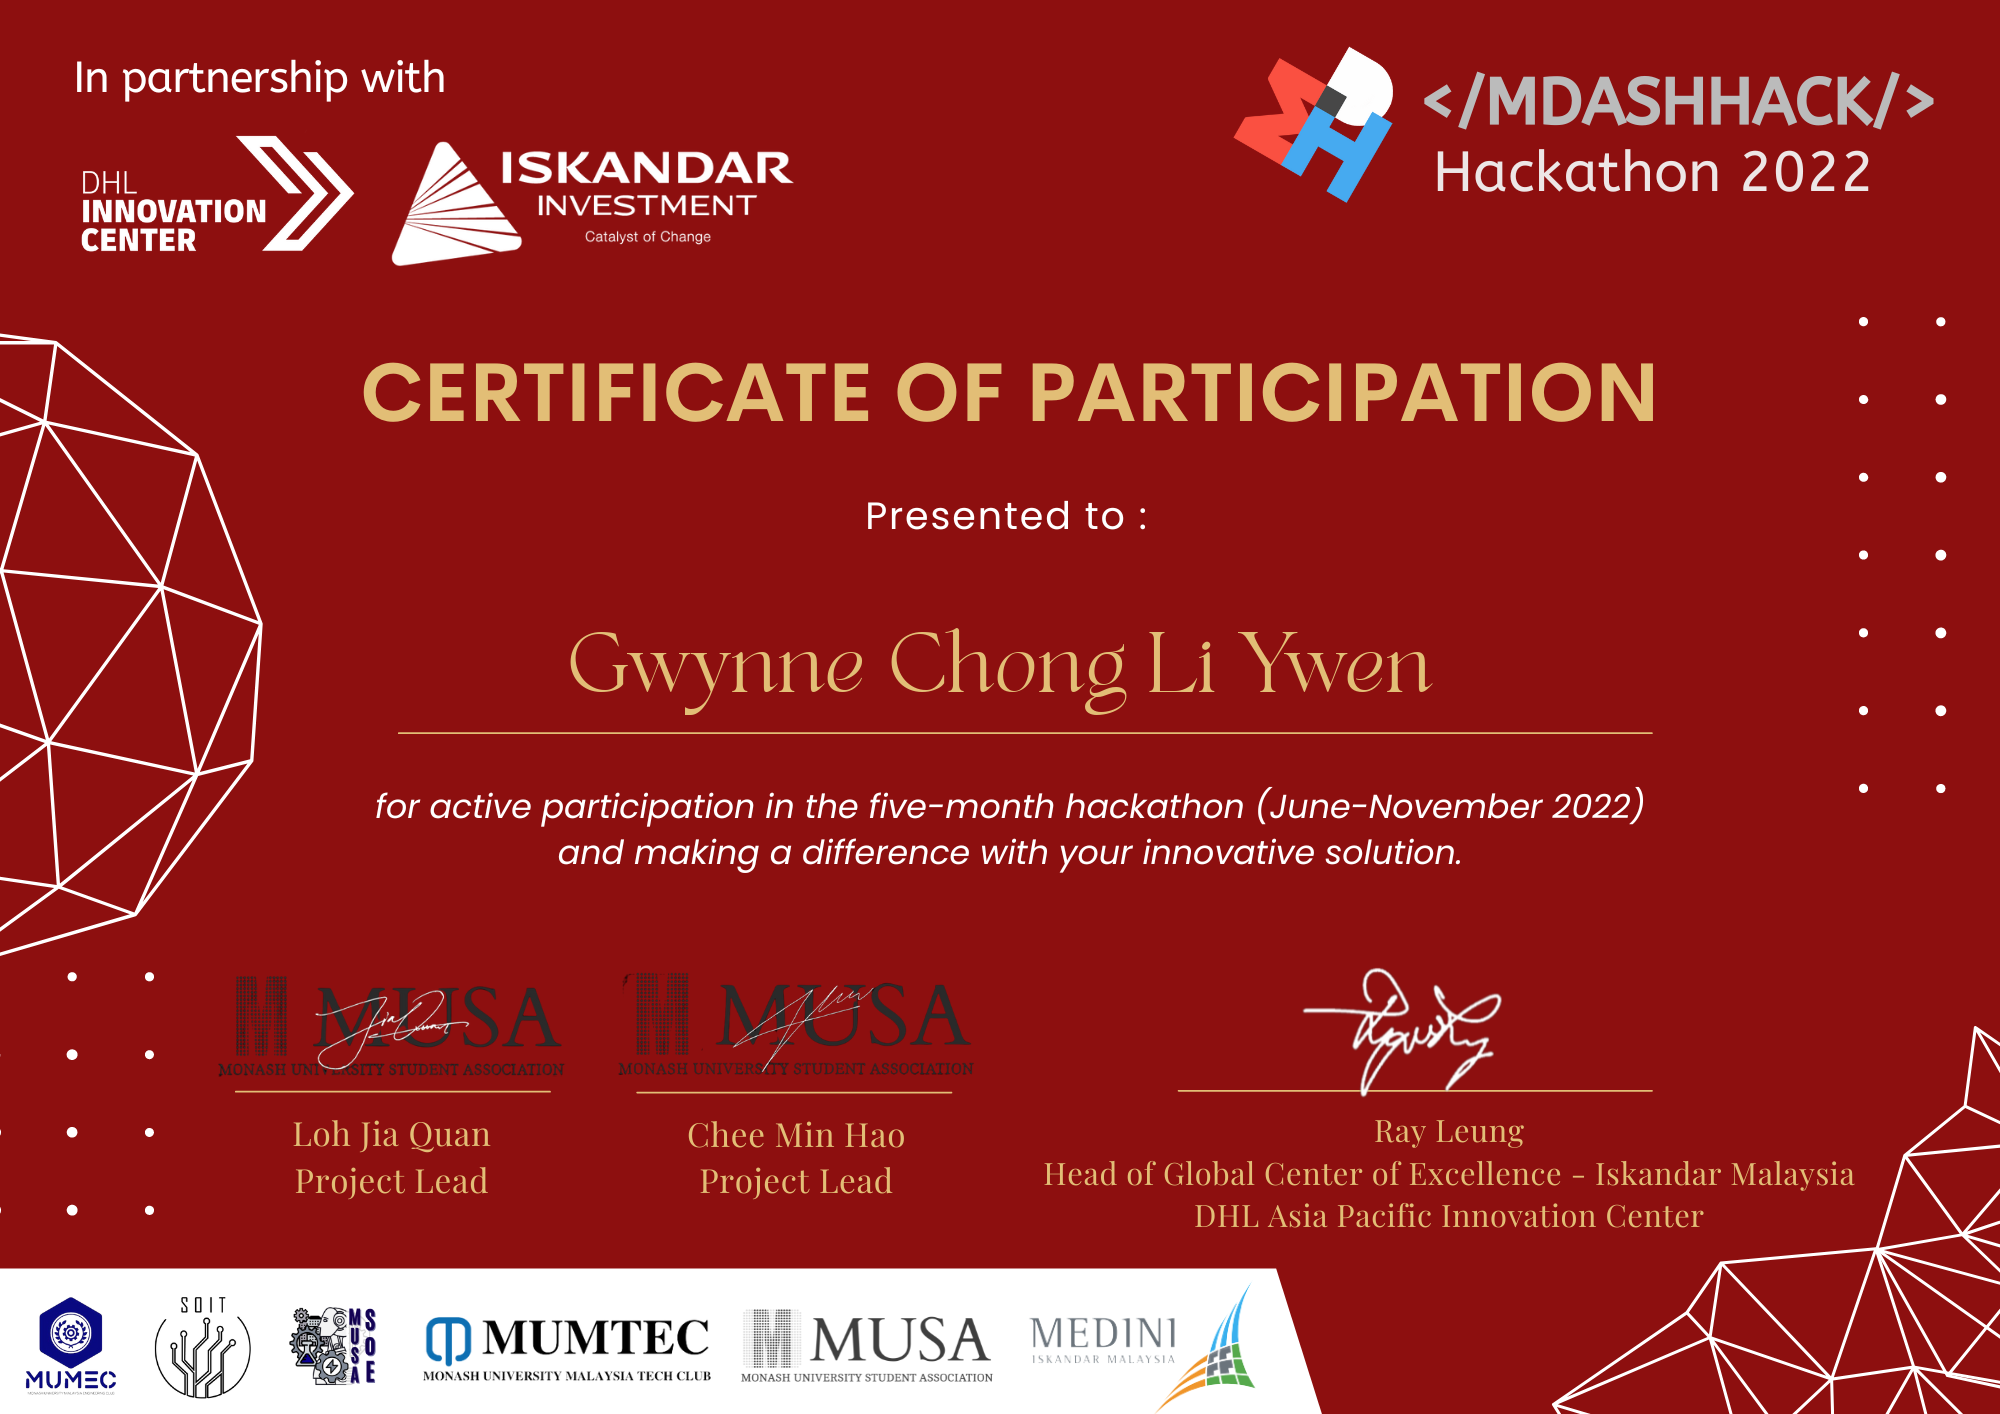 In partnership with
DHL
INNOVATION
CENTER
ISKANDAR
INVESTMENT
Catalyst of Change
</MDASHHACK/>
Hackathon 2022
CERTIFICATE OF PARTICIPATION
Presented to :
Gwynne Chong Li Ywen
for active participation in the five-month hackathon (June-November 2022)
and making a difference with your innovative solution.
MUSA
MONASH UNIVERSITY STUDENT ASSOCIATION
Loh Jia Quan
Project Lead
MUSA
MONASH UNIVERSITY STUDENT ASSOCIATION
Chee Min Hao
Project Lead
Ray Leung
Head of Global Center of Excellence - Iskandar Malaysia
DHL Asia Pacific Innovation Center
MUMEC
SOIT
MUSA
SOE
MUMTEC
MONASH UNIVERSITY MALAYSIA TECH CLUB
MUSA
MONASH UNIVERSITY STUDENT ASSOCIATION
MEDINI
ISKANDAR MALAYSIA